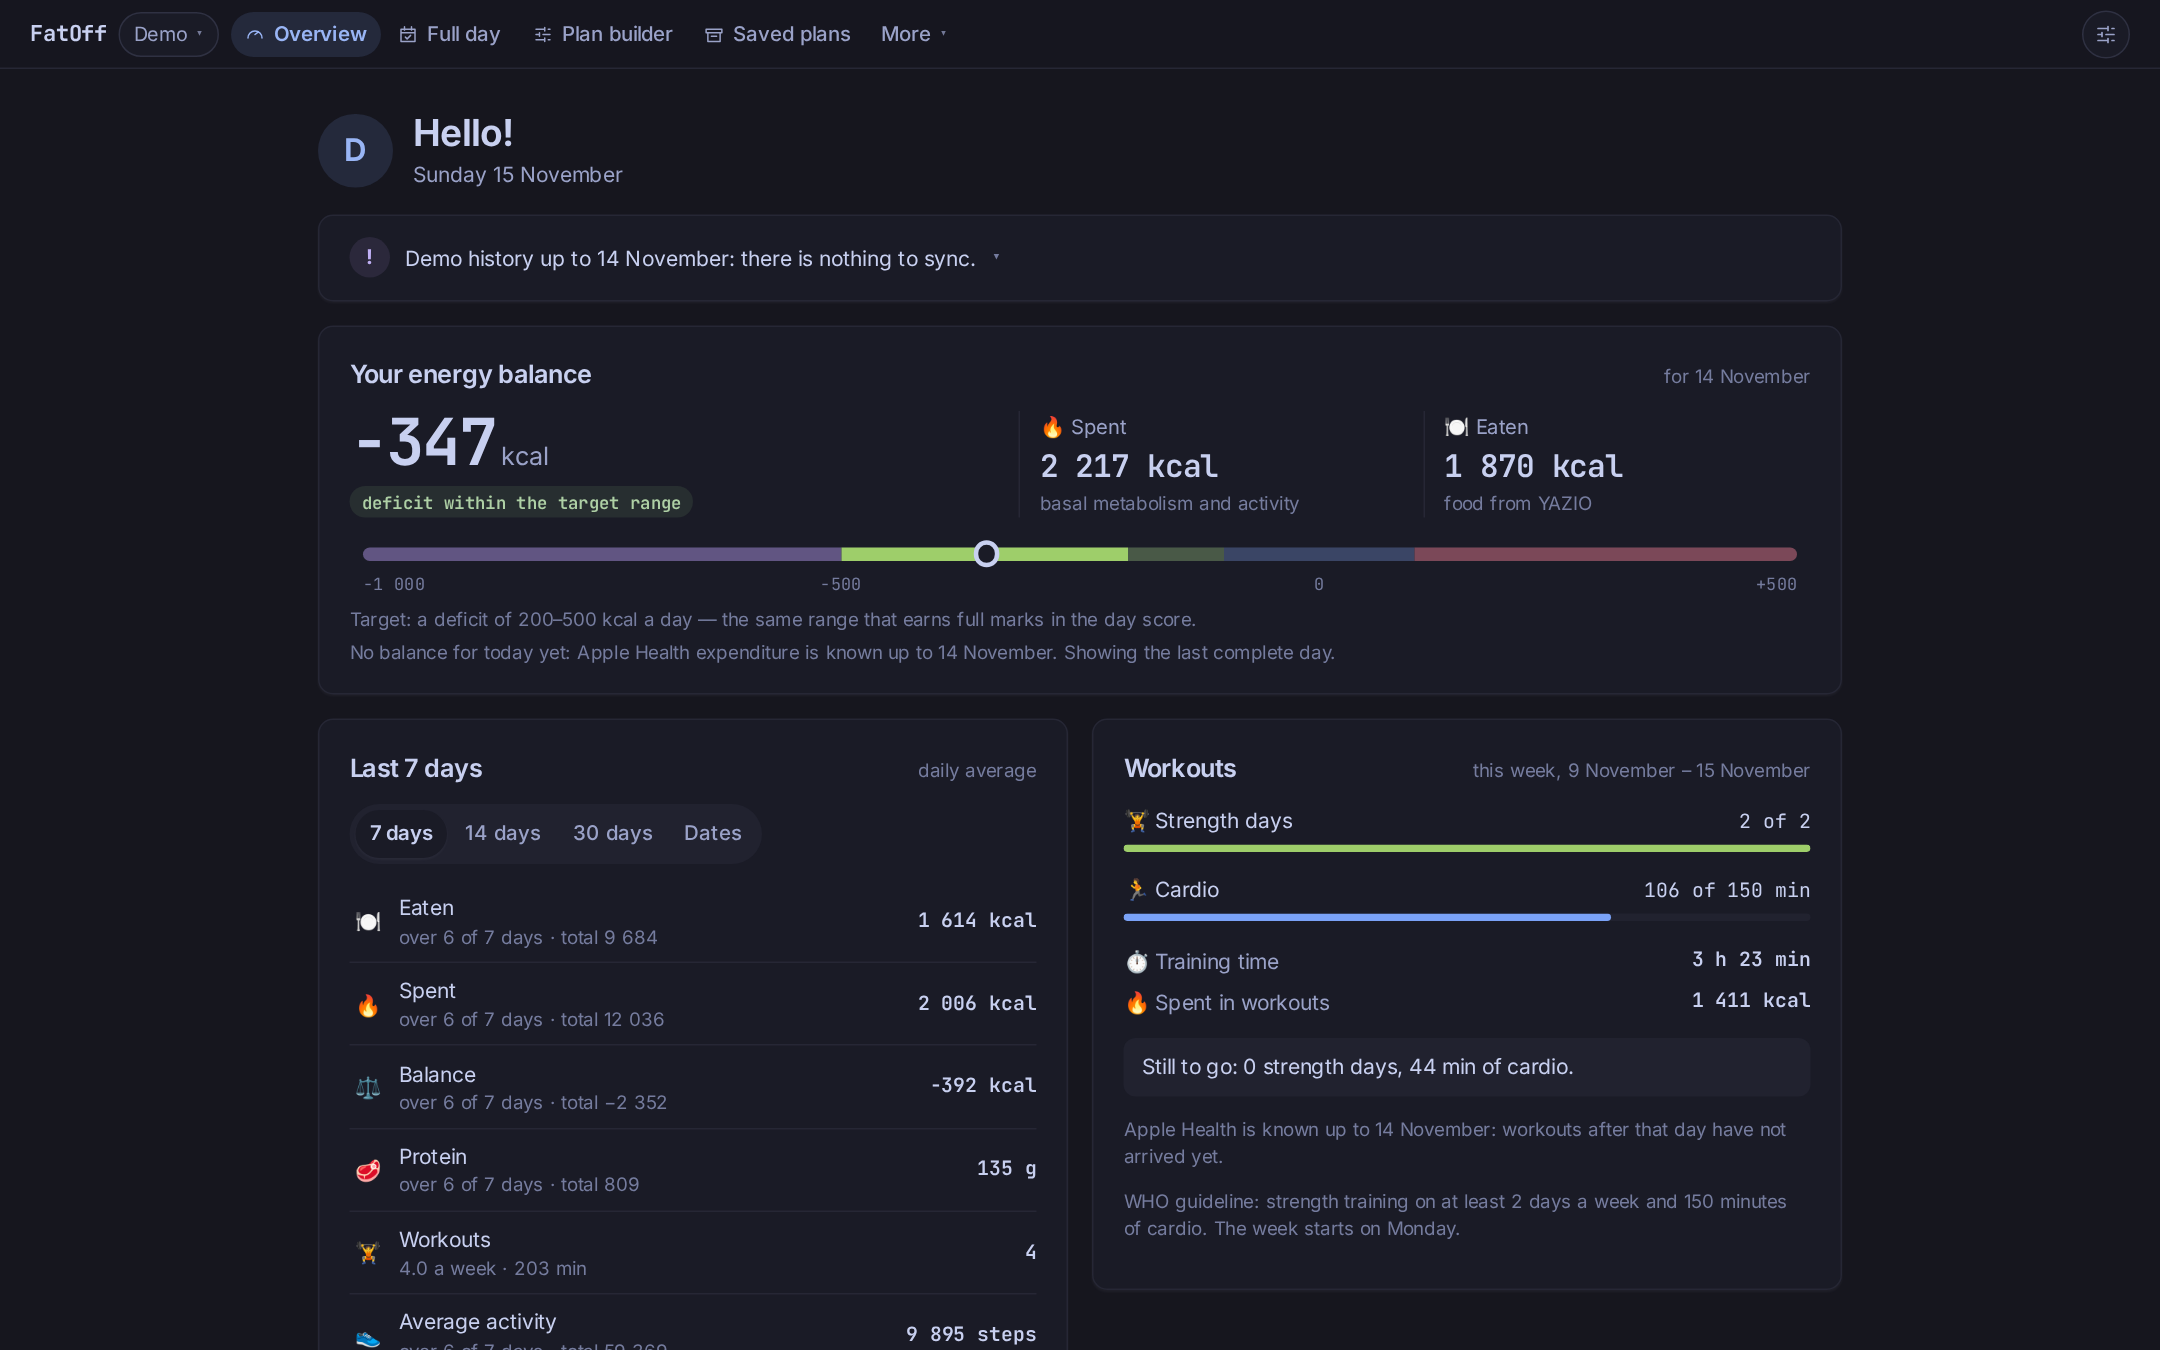 FatOff Demo Overview Full day Plan builder Saved plans More
D
Hello!
Sunday 15 November
! Demo history up to 14 November: there is nothing to sync.
Your energy balance for 14 November
-347 kcal
deficit within the target range
Spent
2 217 kcal
basal metabolism and activity
Eaten
1 870 kcal
food from YAZIO
-1 000 -500 0 +500
Target: a deficit of 200–500 kcal a day — the same range that earns full marks in the day score.
No balance for today yet: Apple Health expenditure is known up to 14 November. Showing the last complete day.
Last 7 days daily average
7 days 14 days 30 days Dates
Eaten 1 614 kcal
over 6 of 7 days · total 9 684
Spent 2 006 kcal
over 6 of 7 days · total 12 036
Balance -392 kcal
over 6 of 7 days · total −2 352
Protein 135 g
over 6 of 7 days · total 809
Workouts 4
4.0 a week · 203 min
Average activity 9 895 steps
Workouts this week, 9 November – 15 November
Strength days 2 of 2
Cardio 106 of 150 min
Training time 3 h 23 min
Spent in workouts 1 411 kcal
Still to go: 0 strength days, 44 min of cardio.
Apple Health is known up to 14 November: workouts after that day have not
arrived yet.
WHO guideline: strength training on at least 2 days a week and 150 minutes
of cardio. The week starts on Monday.